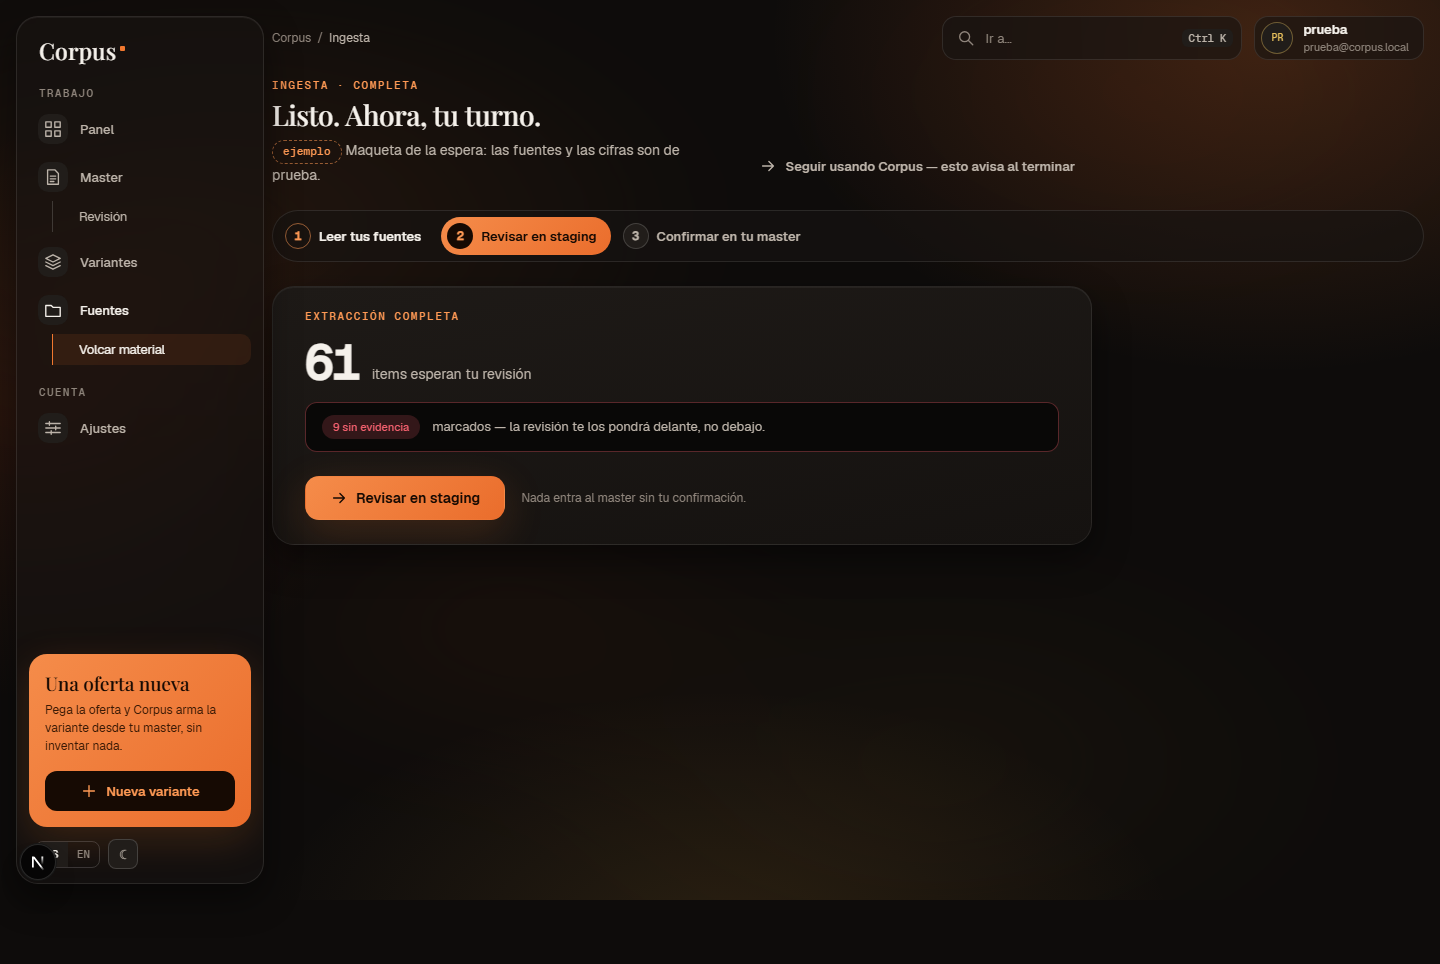 Corpus
TRABAJO
Panel
Master
Revisión
Variantes
Fuentes
Volcar material
CUENTA
Ajustes
Una oferta nueva
Pega la oferta y Corpus arma la
variante desde tu master, sin
inventar nada.
Nueva variante
EN
Corpus / Ingesta
Ir a...
Ctrl K
PR
prueba
prueba@corpus.local
INGESTA · COMPLETA
Listo. Ahora, tu turno.
ejemplo Maqueta de la espera: las fuentes y las cifras son de
prueba.
Seguir usando Corpus — esto avisa al terminar
1 Leer tus fuentes
2 Revisar en staging
3 Confirmar en tu master
EXTRACCIÓN COMPLETA
61 items esperan tu revisión
9 sin evidencia marcados — la revisión te los pondrá delante, no debajo.
Revisar en staging
Nada entra al master sin tu confirmación.